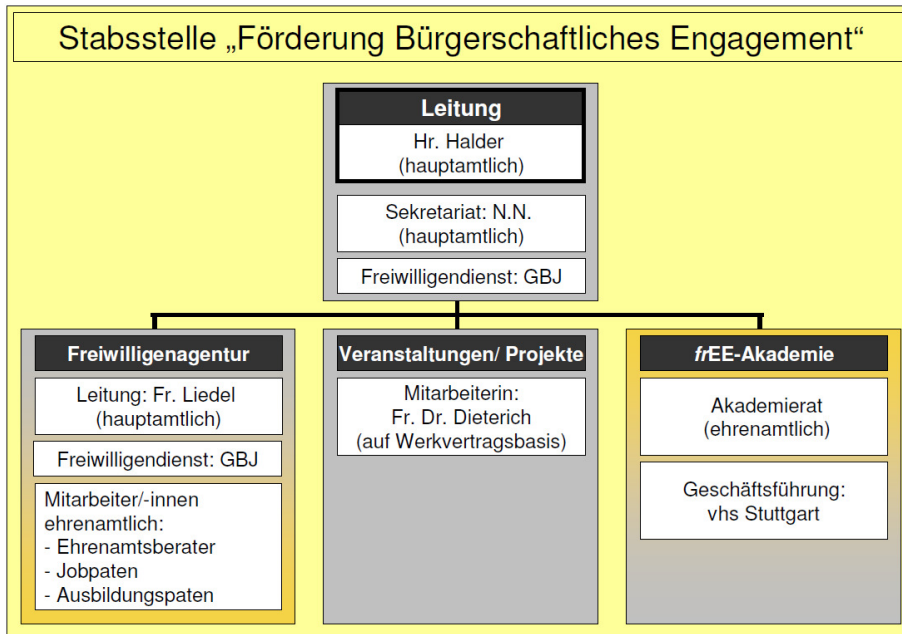 Stabsstelle „Förderung Bürgerschaftliches Engagement“
Leitung
Hr. Halder
(hauptamtlich)
Sekretariat: N.N.
(hauptamtlich)
Freiwilligendienst: GBJ
Freiwilligenagentur
Leitung: Fr. Liedel
(hauptamtlich)
Freiwilligendienst: GBJ
Mitarbeiter/-innen
ehrenamtlich:
- Ehrenamtsberater
- Jobpaten
- Ausbildungspaten
Veranstaltungen/ Projekte
Mitarbeiterin:
Fr. Dr. Dieterich
(auf Werkvertragsbasis)
frEE-Akademie
Akademierat
(ehrenamtlich)
Geschäftsführung:
vhs Stuttgart